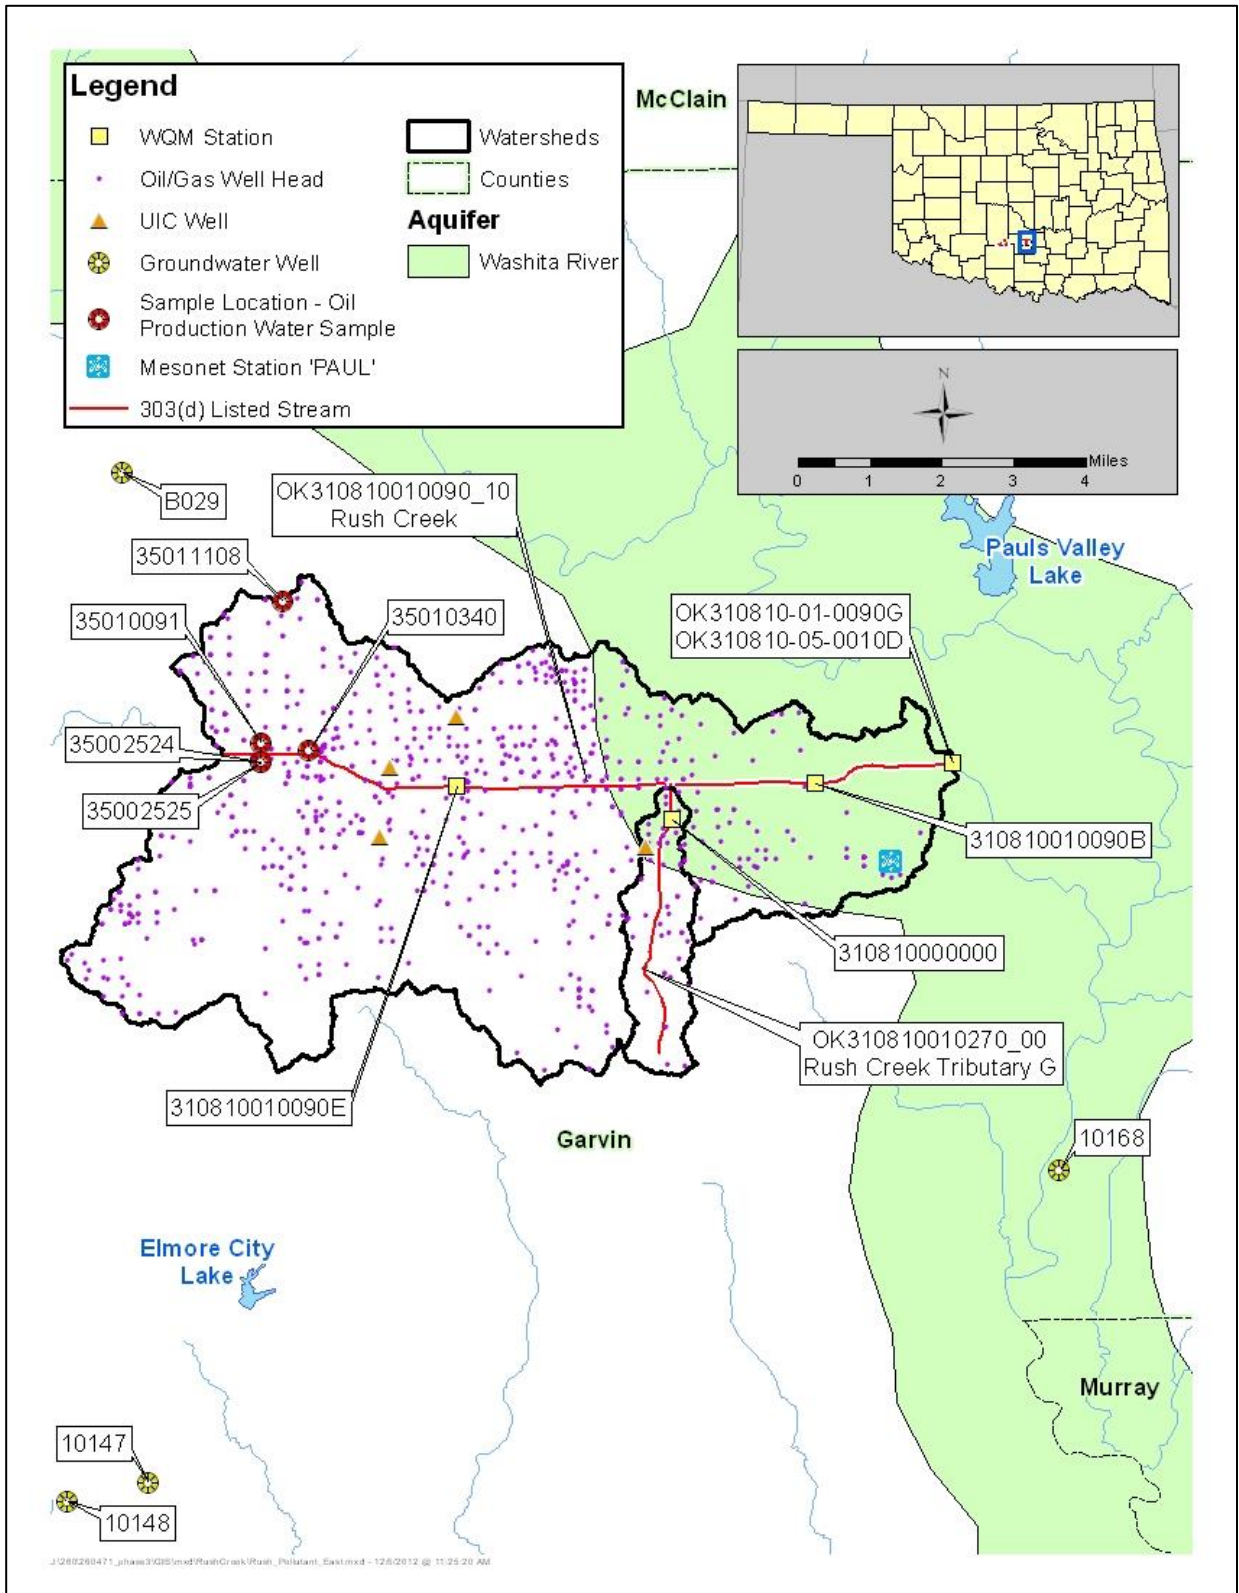 Legend
WQM Station
Oil/Gas Well Head
UIC Well
Groundwater Well
Sample Location - Oil
Production Water Sample
Mesonet Station 'PAUL'
303(d) Listed Stream
Watersheds
Counties
Aquifer
Washita River
McClain
N
Miles
0 1 2 3 4
B029
OK310810010090_10
Rush Creek
Pauls Valley
Lake
35011108
35010091
35010340
OK310810-01-0090G
OK310810-05-0010D
35002524
35002525
310810010090B
310810000000
OK310810010270_00
Rush Creek Tributary G
310810010090E
Garvin
10168
Elmore City
Lake
Murray
10147
10148